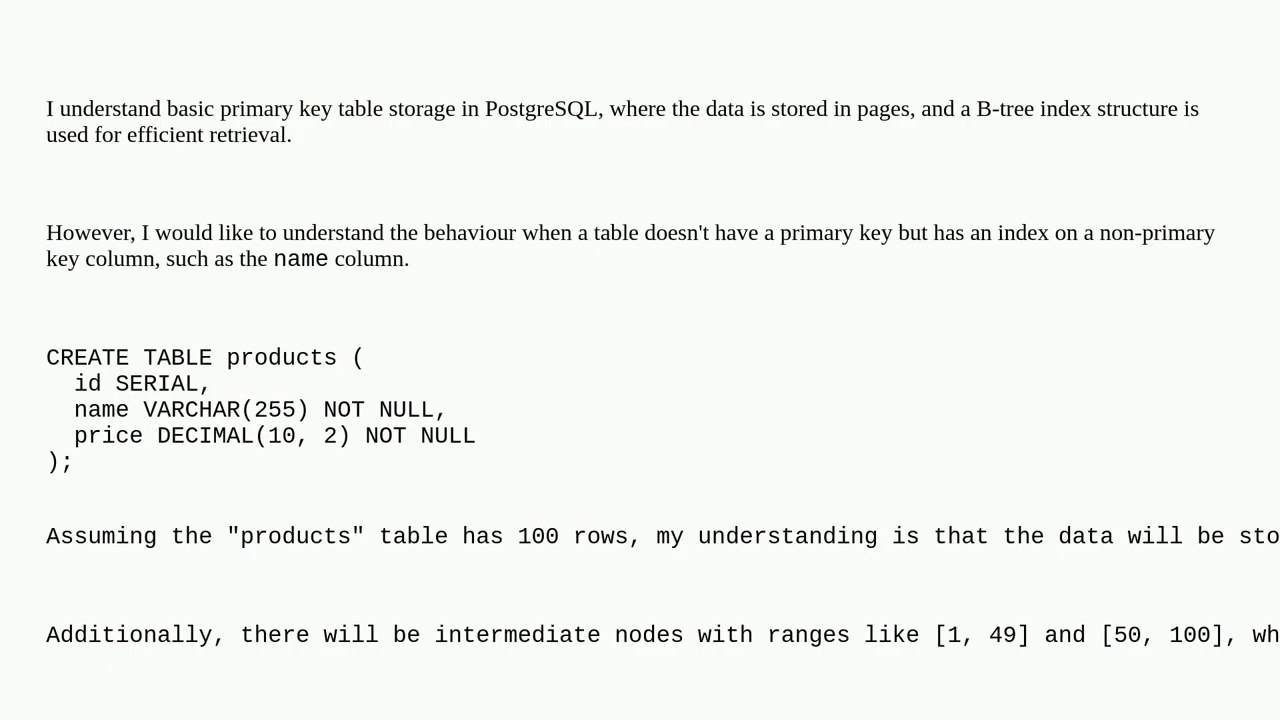 I understand basic primary key table storage in PostgreSQL, where the data is stored in pages, and a B-tree index structure is
used for efficient retrieval.
However, I would like to understand the behaviour when a table doesn't have a primary key but has an index on a non-primary
key column, such as the name column.
CREATE TABLE products (
  id SERIAL,
  name VARCHAR(255) NOT NULL,
  price DECIMAL(10, 2) NOT NULL
);
Assuming the "products" table has 100 rows, my understanding is that the data will be sto
Additionally, there will be intermediate nodes with ranges like [1, 49] and [50, 100], wh